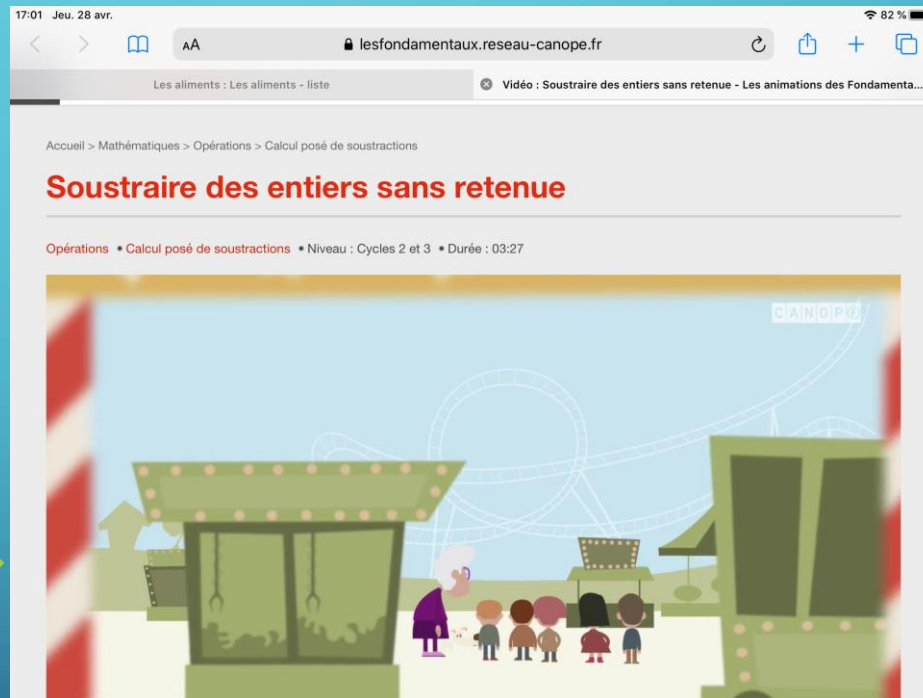 17:01 Jeu. 28 avr. 82 %
AA lesfondamentaux.reseau-canope.fr
Les aliments : Les aliments - liste Vidéo : Soustraire des entiers sans retenue - Les animations des Fondamenta...
Accueil > Mathématiques > Opérations > Calcul posé de soustractions
Soustraire des entiers sans retenue
Opérations • Calcul posé de soustractions • Niveau : Cycles 2 et 3 • Durée : 03:27
CANOPÉ